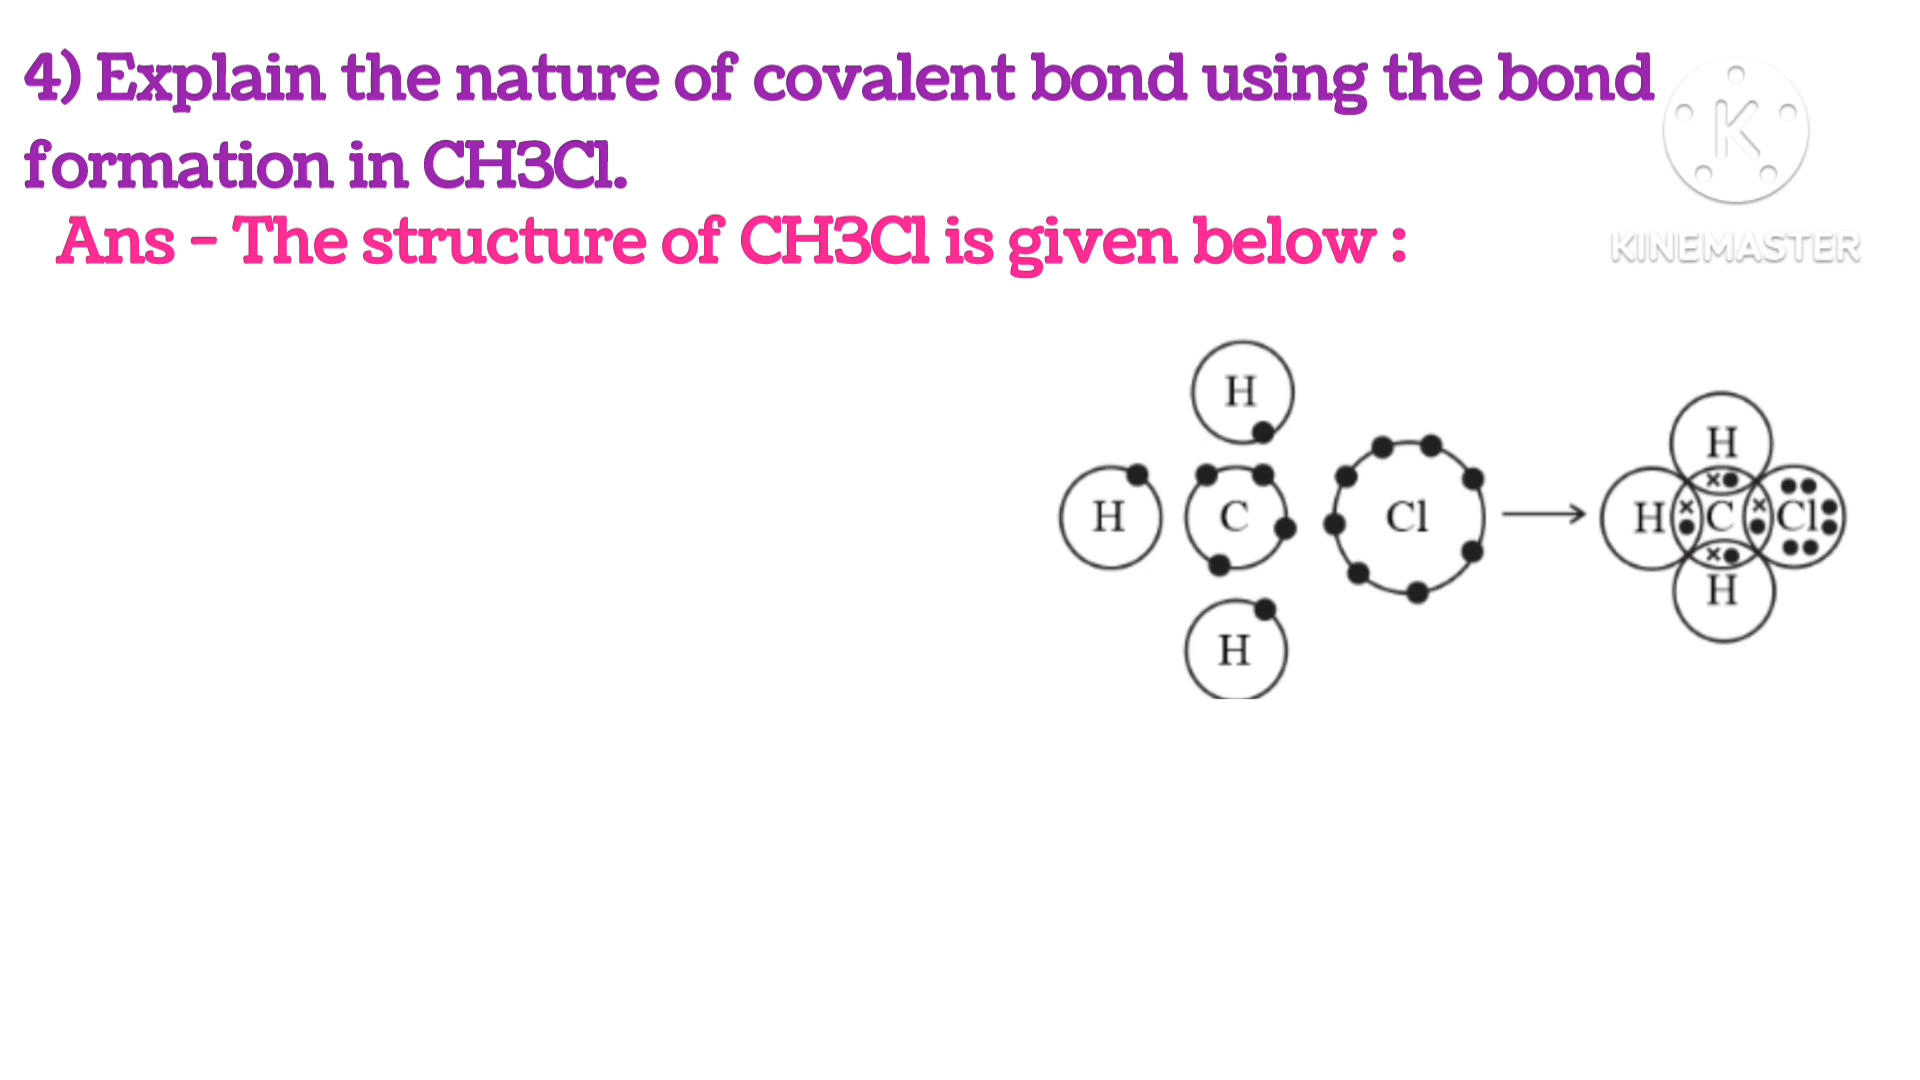 4) Explain the nature of covalent bond using the bond
formation in CH3Cl.
Ans - The structure of CH3Cl is given below :
K
KINEMASTER
H
H
C
Cl
H
H
H
C
Cl
H